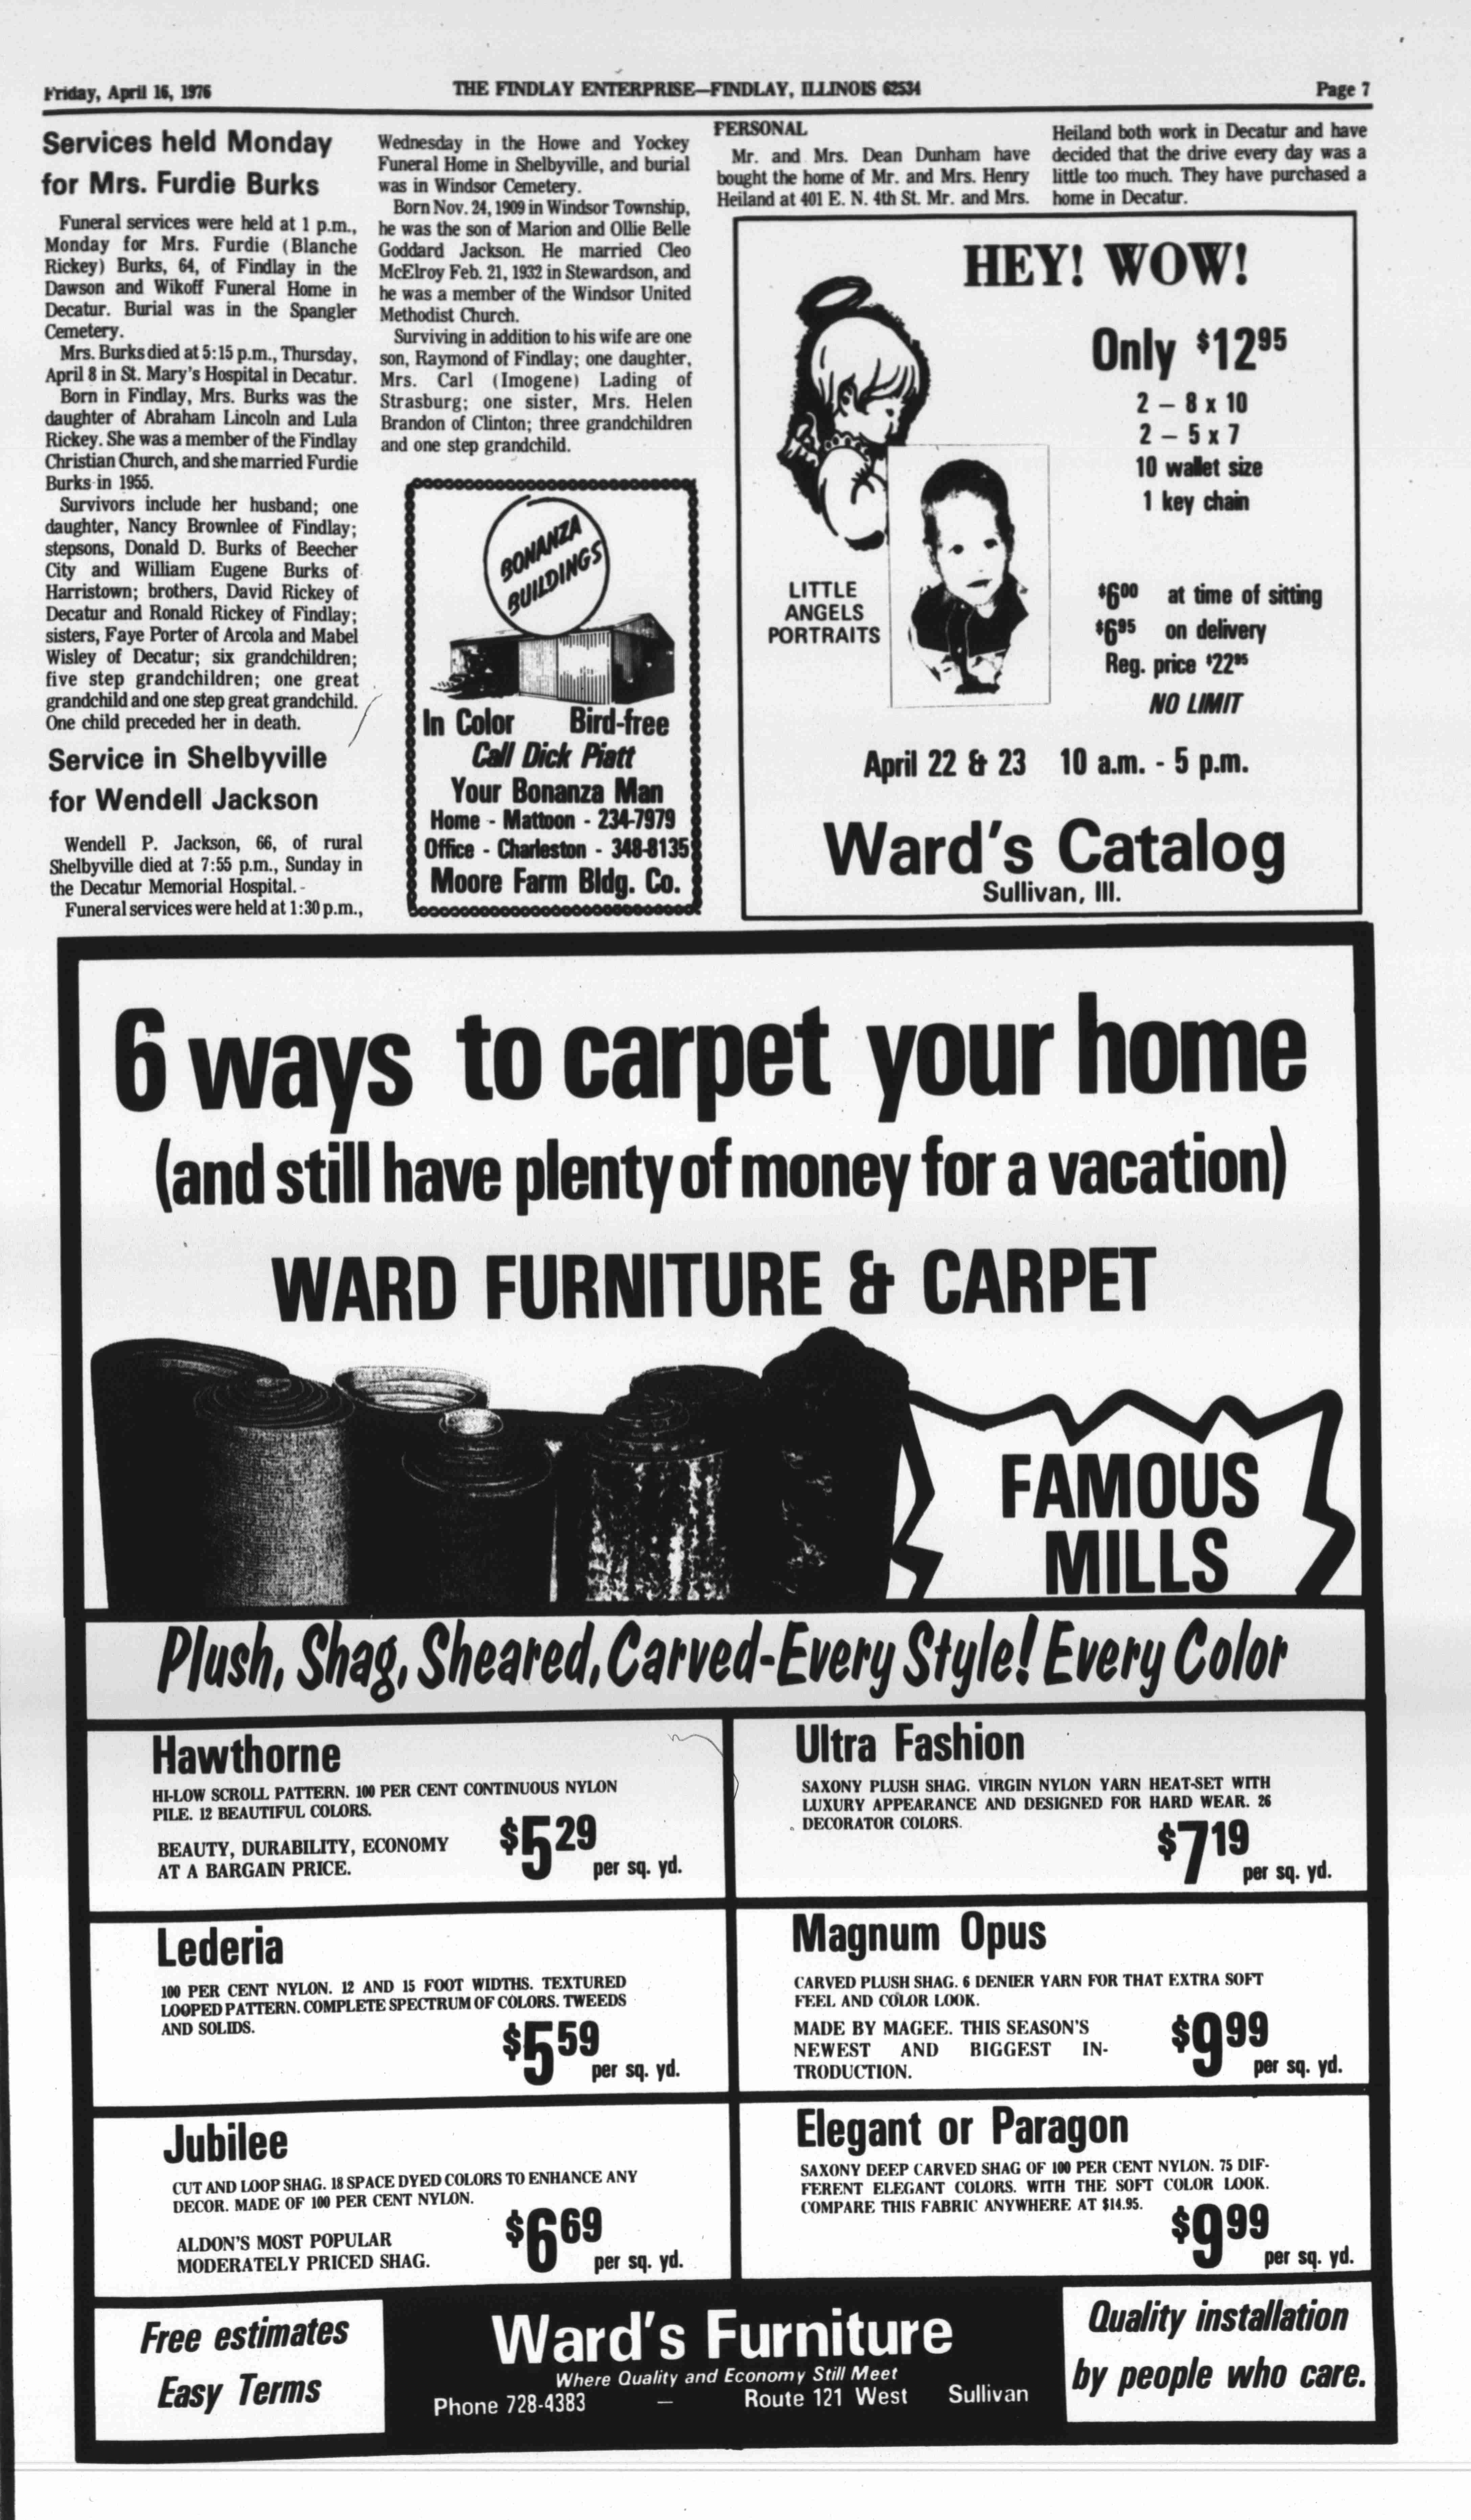 Friday, April 16, 1976
THE FINDLAY ENTERPRISE—FINDLAY, ILLINOIS 62534
Page 7
Services held Monday
for Mrs. Furdie Burks
Funeral services were held at 1 p.m.,
Monday for Mrs. Furdie (Blanche
Rickey) Burks, 64, of Findlay in the
Dawson and Wikoff Funeral Home in
Decatur. Burial was in the Spangler
Cemetery.
Mrs. Burks died at 5:15 p.m., Thursday,
April 8 in St. Mary's Hospital in Decatur.
Born in Findlay, Mrs. Burks was the
daughter of Abraham Lincoln and Lula
Rickey. She was a member of the Findlay
Christian Church, and she married Furdie
Burks in 1955.
Survivors include her husband; one
daughter, Nancy Brownlee of Findlay;
stepsons, Donald D. Burks of Beecher
City and William Eugene Burks of
Harristown; brothers, David Rickey of
Decatur and Ronald Rickey of Findlay;
sisters, Faye Porter of Arcola and Mabel
Wisley of Decatur; six grandchildren;
five step grandchildren; one great
grandchild and one step great grandchild.
One child preceded her in death.
Service in Shelbyville
for Wendell Jackson
Wendell P. Jackson, 66, of rural
Shelbyville died at 7:55 p.m., Sunday in
the Decatur Memorial Hospital.
Funeral services were held at 1:30 p.m.,
Wednesday in the Howe and Yockey
Funeral Home in Shelbyville, and burial
was in Windsor Cemetery.
Born Nov. 24, 1909 in Windsor Township,
he was the son of Marion and Ollie Belle
Goddard Jackson. He married Cleo
McElroy Feb. 21, 1932 in Stewardson, and
he was a member of the Windsor United
Methodist Church.
Surviving in addition to his wife are one
son, Raymond of Findlay; one daughter,
Mrs. Carl (Imogene) Lading of
Strasburg; one sister, Mrs. Helen
Brandon of Clinton; three grandchildren
and one step grandchild.
BONANZA
BUILDINGS
In Color Bird-free
Call Dick Piatt
Your Bonanza Man
Home - Mattoon - 234-7979
Office - Charleston - 348-8135
Moore Farm Bldg. Co.
PERSONAL
Mr. and Mrs. Dean Dunham have
bought the home of Mr. and Mrs. Henry
Heiland at 401 E. N. 4th St. Mr. and Mrs.
Heiland both work in Decatur and have
decided that the drive every day was a
little too much. They have purchased a
home in Decatur.
HEY! WOW!
Only $12 95
2 – 8 x 10
2 – 5 x 7
10 wallet size
1 key chain
LITTLE
ANGELS
PORTRAITS
$6 00 at time of sitting
$6 95 on delivery
Reg. price $22 95
NO LIMIT
April 22 & 23 10 a.m. - 5 p.m.
Ward's Catalog
Sullivan, Ill.
6 ways to carpet your home
(and still have plenty of money for a vacation)
WARD FURNITURE & CARPET
FAMOUS
MILLS
Plush, Shag, Sheared, Carved-Every Style! Every Color
Hawthorne
HI-LOW SCROLL PATTERN. 100 PER CENT CONTINUOUS NYLON
PILE. 12 BEAUTIFUL COLORS.
BEAUTY, DURABILITY, ECONOMY
AT A BARGAIN PRICE.
$5 29
per sq. yd.
Ultra Fashion
SAXONY PLUSH SHAG. VIRGIN NYLON YARN HEAT-SET WITH
LUXURY APPEARANCE AND DESIGNED FOR HARD WEAR. 26
DECORATOR COLORS.
$7 19
per sq. yd.
Lederia
100 PER CENT NYLON. 12 AND 15 FOOT WIDTHS. TEXTURED
LOOPED PATTERN. COMPLETE SPECTRUM OF COLORS. TWEEDS
AND SOLIDS.
$5 59
per sq. yd.
Magnum Opus
CARVED PLUSH SHAG. 6 DENIER YARN FOR THAT EXTRA SOFT
FEEL AND COLOR LOOK.
MADE BY MAGEE. THIS SEASON'S
NEWEST AND BIGGEST IN-
TRODUCTION.
$9 99
per sq. yd.
Jubilee
CUT AND LOOP SHAG. 18 SPACE DYED COLORS TO ENHANCE ANY
DECOR. MADE OF 100 PER CENT NYLON.
ALDON'S MOST POPULAR
MODERATELY PRICED SHAG.
$6 69
per sq. yd.
Elegant or Paragon
SAXONY DEEP CARVED SHAG OF 100 PER CENT NYLON. 75 DIF-
FERENT ELEGANT COLORS. WITH THE SOFT COLOR LOOK.
COMPARE THIS FABRIC ANYWHERE AT $14.95.
$9 99
per sq. yd.
Free estimates
Easy Terms
Ward's Furniture
Where Quality and Economy Still Meet
Phone 728-4383 — Route 121 West Sullivan
Quality installation
by people who care.